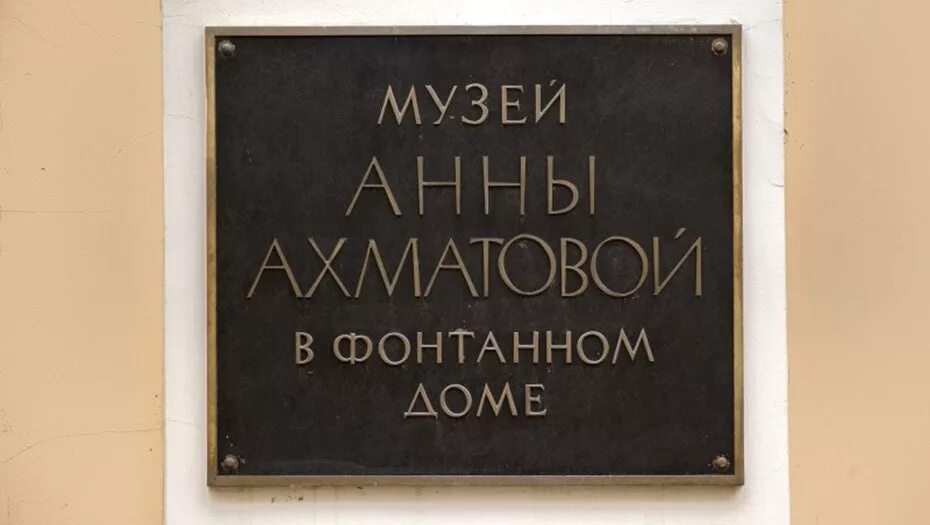 МУЗЕЙ
АННЫ
АХМАТОВОЙ
В ФОНТАННОМ
ДОМЕ